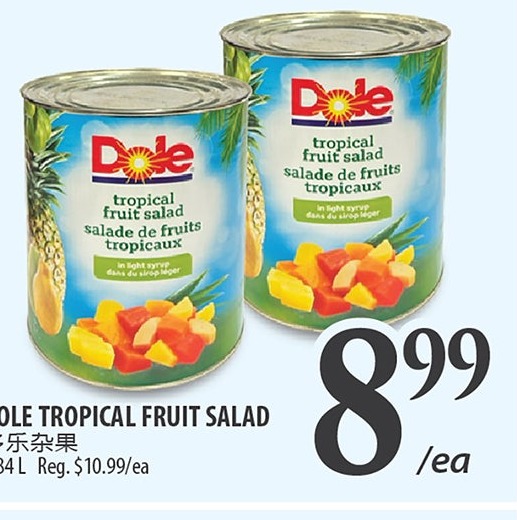 Dole
tropical
fruit salad
salade de fruits
tropicaux
in light syrup
dans du sirop léger
Dole
tropical
fruit salad
salade de fruits
tropicaux
in light syrup
dans du sirop léger
8.99
/ea
OLE TROPICAL FRUIT SALAD
乐杂果
84 L Reg. $10.99/ea